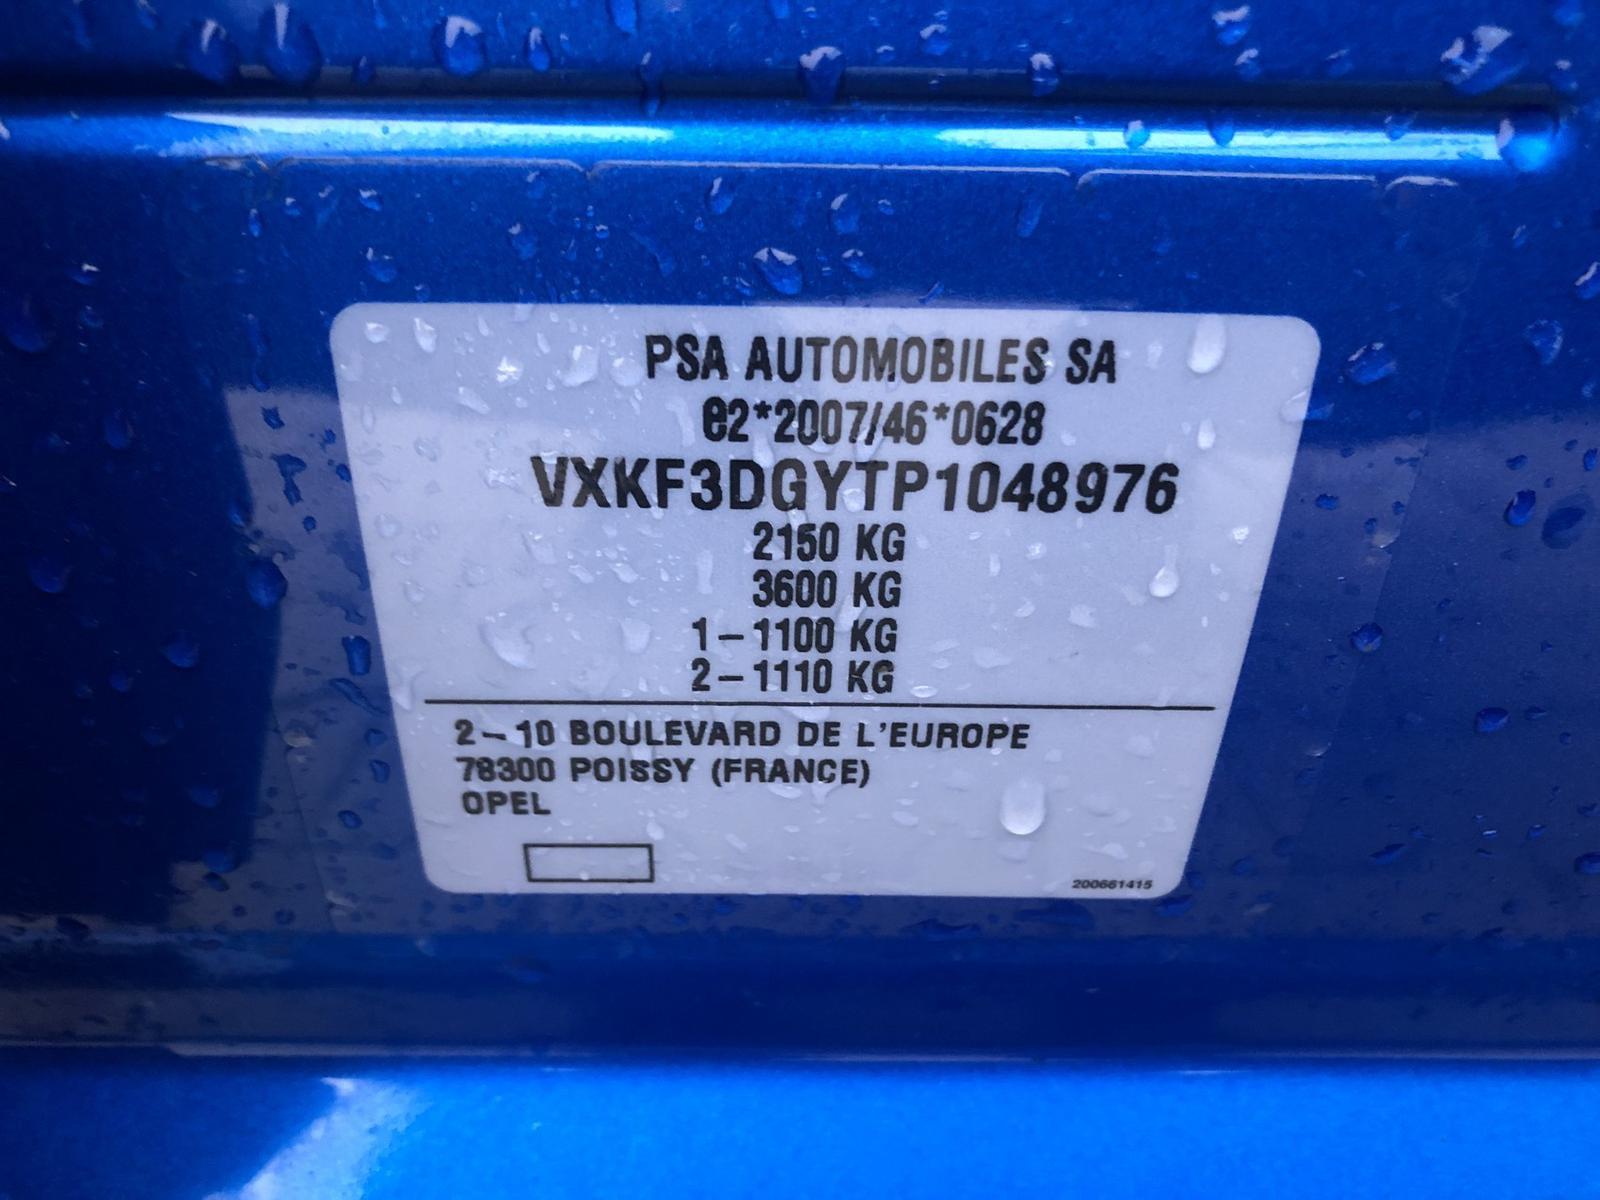 PSA AUTOMOBILES SA
e2*2007/46*0628
VXKF3DGYTP1048976
2150 KG
3600 KG
1-1100 KG
2-1110 KG
2-10 BOULEVARD DE L'EUROPE
78300 POISSY (FRANCE)
OPEL
200661415